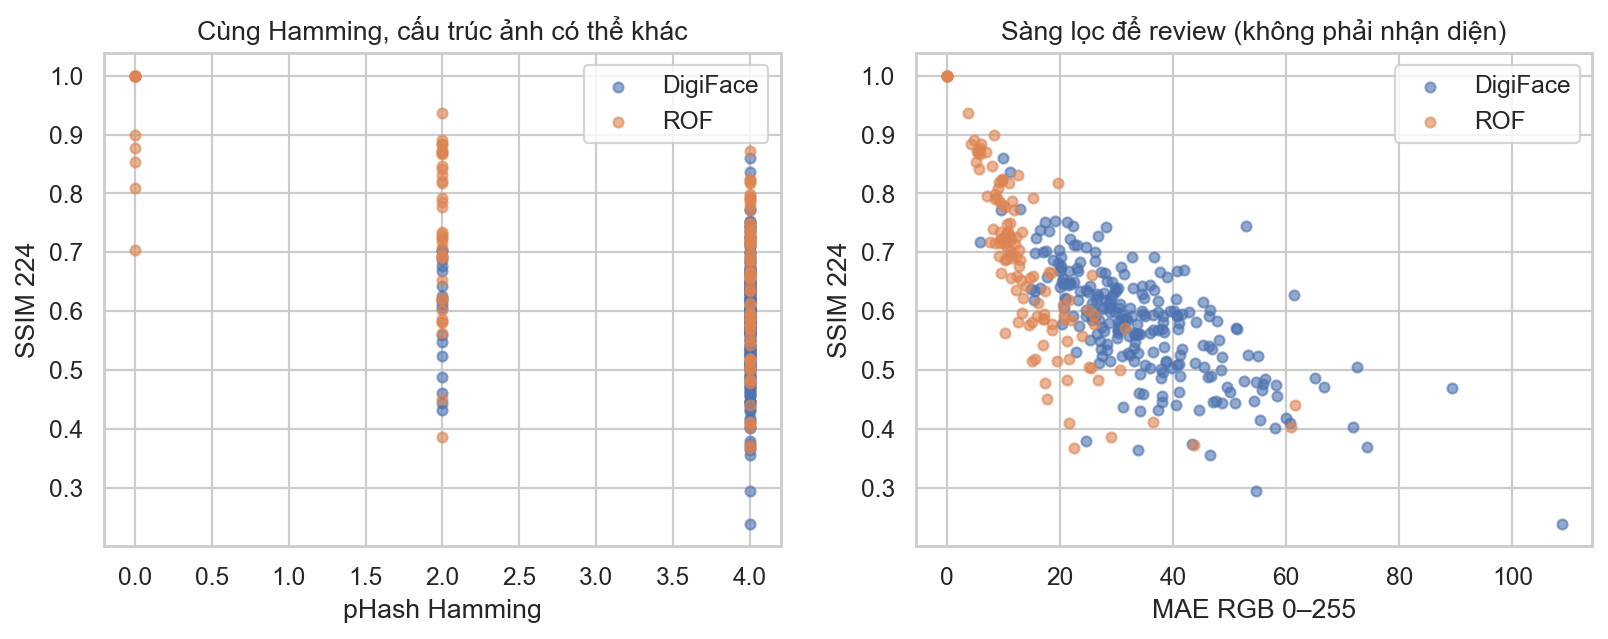 Cùng Hamming, cấu trúc ảnh có thể khác
DigiFace
ROF
1.0
0.9
0.8
0.7
0.6
0.5
0.4
0.3
SSIM 224
0.0 0.5 1.0 1.5 2.0 2.5 3.0 3.5 4.0
pHash Hamming
Sàng lọc để review (không phải nhận diện)
DigiFace
ROF
1.0
0.9
0.8
0.7
0.6
0.5
0.4
0.3
SSIM 224
0 20 40 60 80 100
MAE RGB 0–255